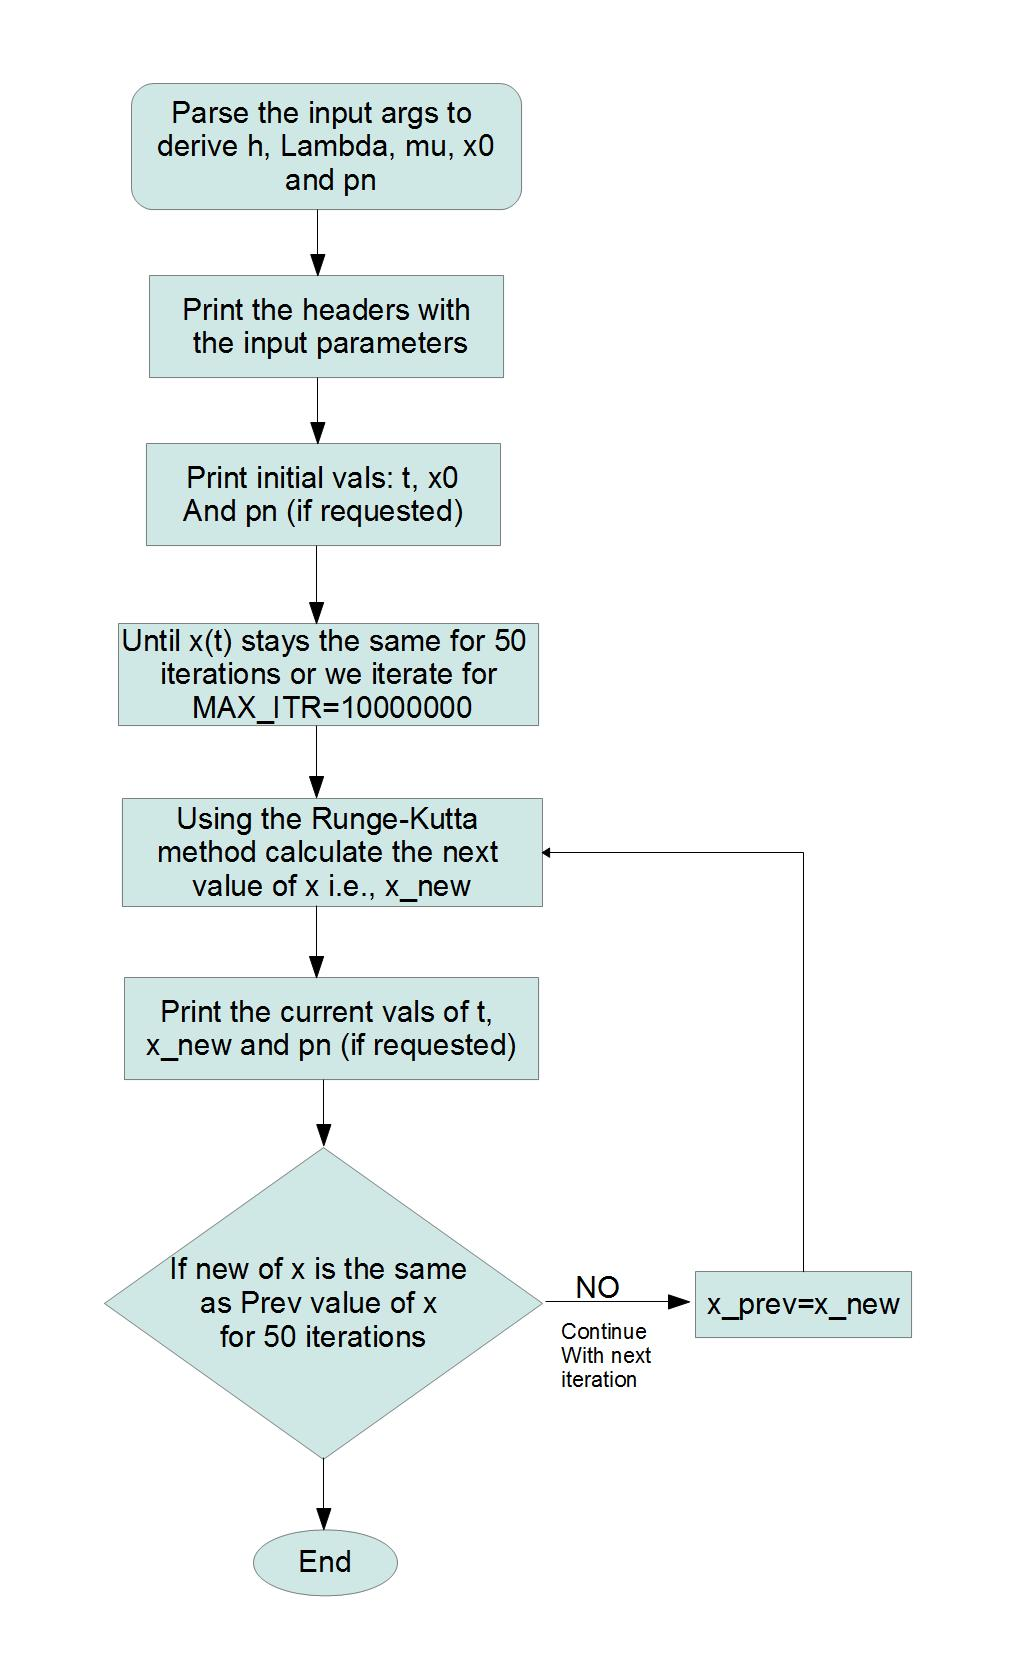 Parse the input args to
derive h, Lambda, mu, x0
and pn
Print the headers with
the input parameters
Print initial vals: t, x0
And pn (if requested)
Until x(t) stays the same for 50
iterations or we iterate for
MAX_ITR=10000000
Using the Runge-Kutta
method calculate the next
value of x i.e., x_new
Print the current vals of t,
x_new and pn (if requested)
If new of x is the same
as Prev value of x
for 50 iterations
NO
Continue
With next
iteration
x_prev=x_new
End